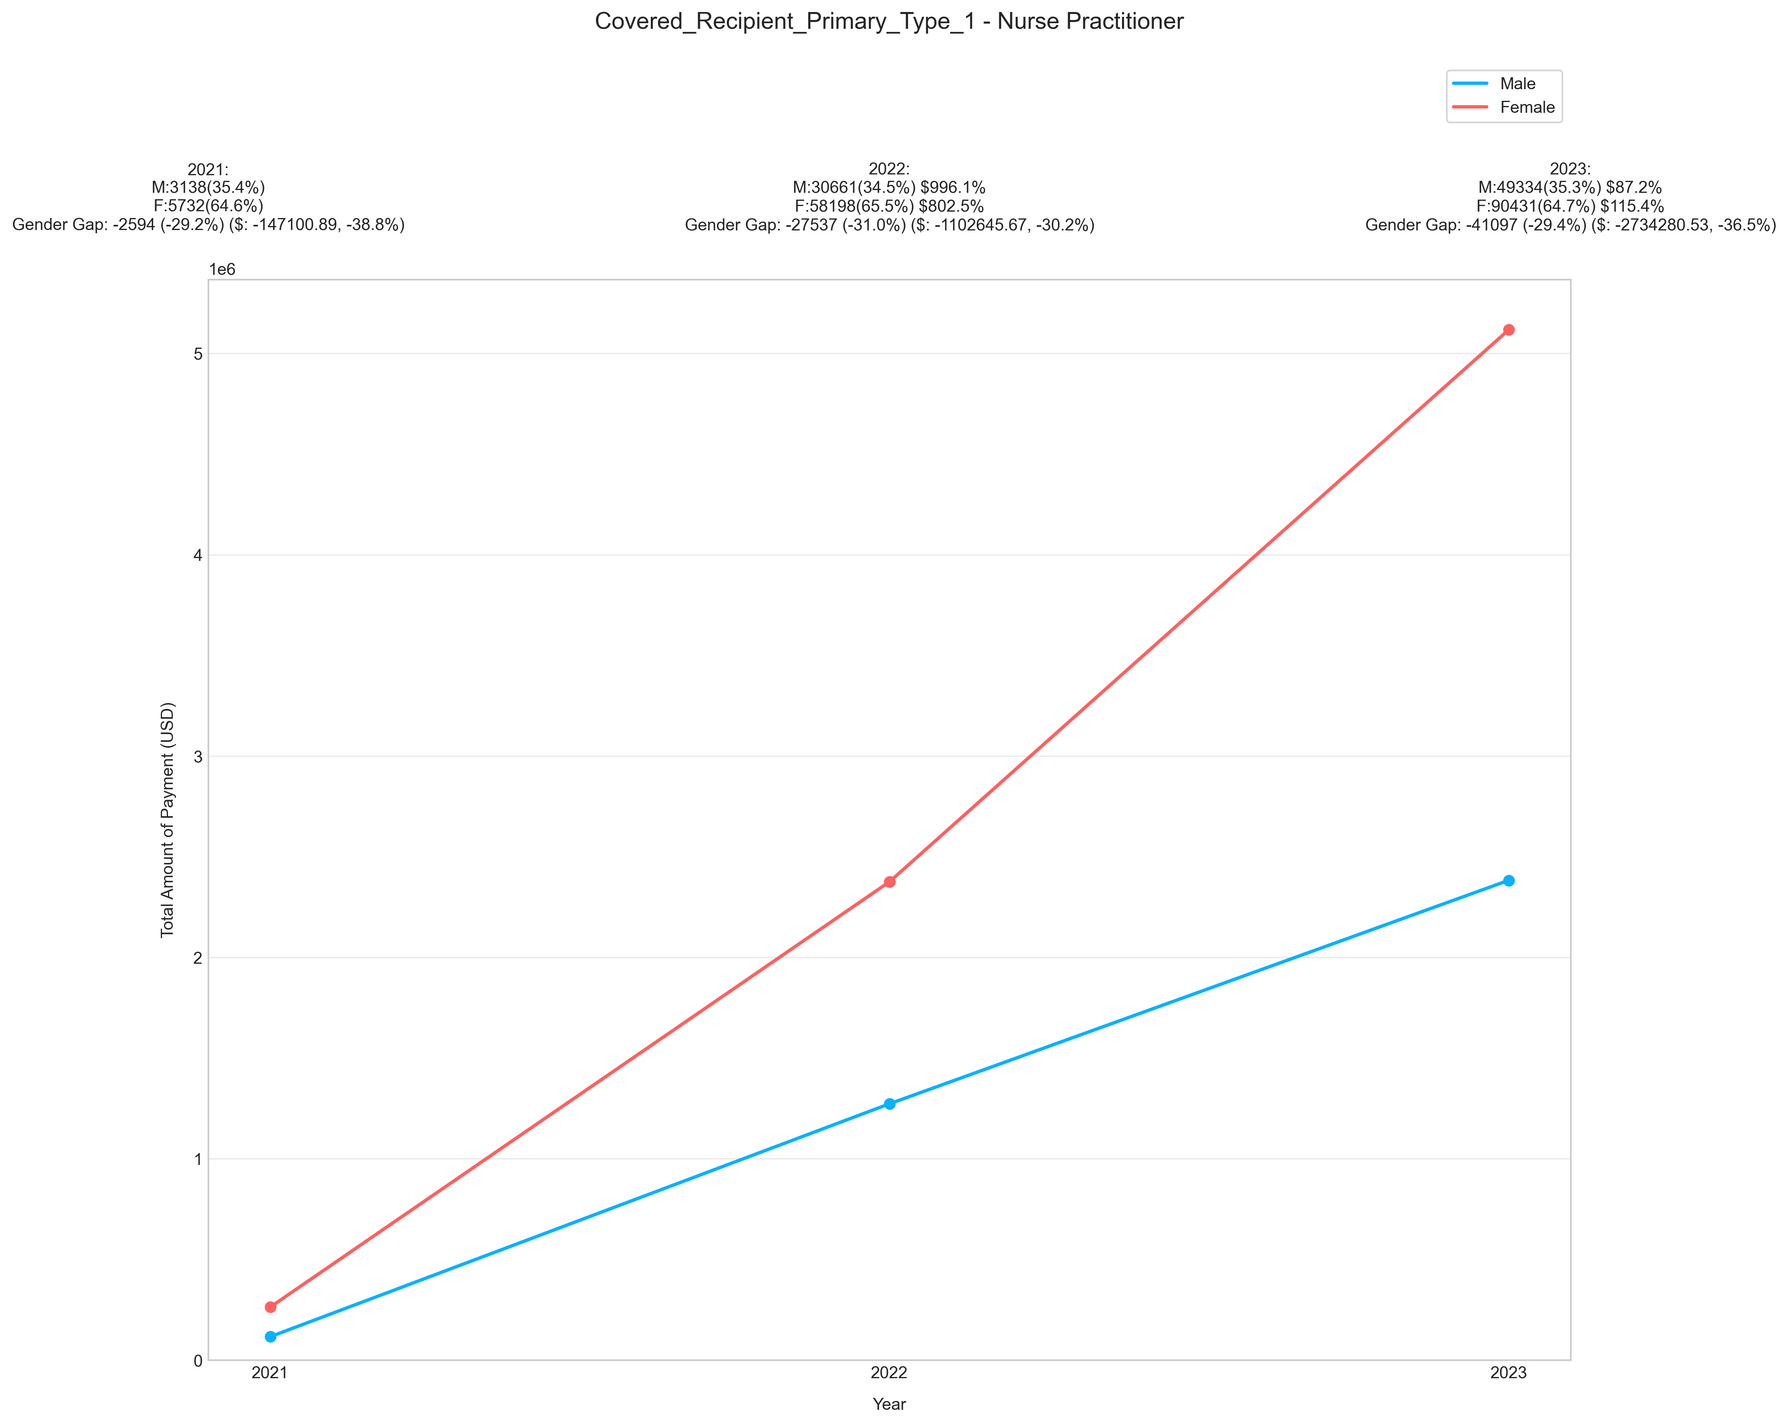 Covered_Recipient_Primary_Type_1 - Nurse Practitioner
Male
Female
2021:
M:3138(35.4%)
F:5732(64.6%)
Gender Gap: -2594 (-29.2%) ($: -147100.89, -38.8%)
2022:
M:30661(34.5%) $996.1%
F:58198(65.5%) $802.5%
Gender Gap: -27537 (-31.0%) ($: -1102645.67, -30.2%)
2023:
M:49334(35.3%) $87.2%
F:90431(64.7%) $115.4%
Gender Gap: -41097 (-29.4%) ($: -2734280.53, -36.5%)
1e6
5
4
3
2
1
0
Total Amount of Payment (USD)
2021
2022
2023
Year